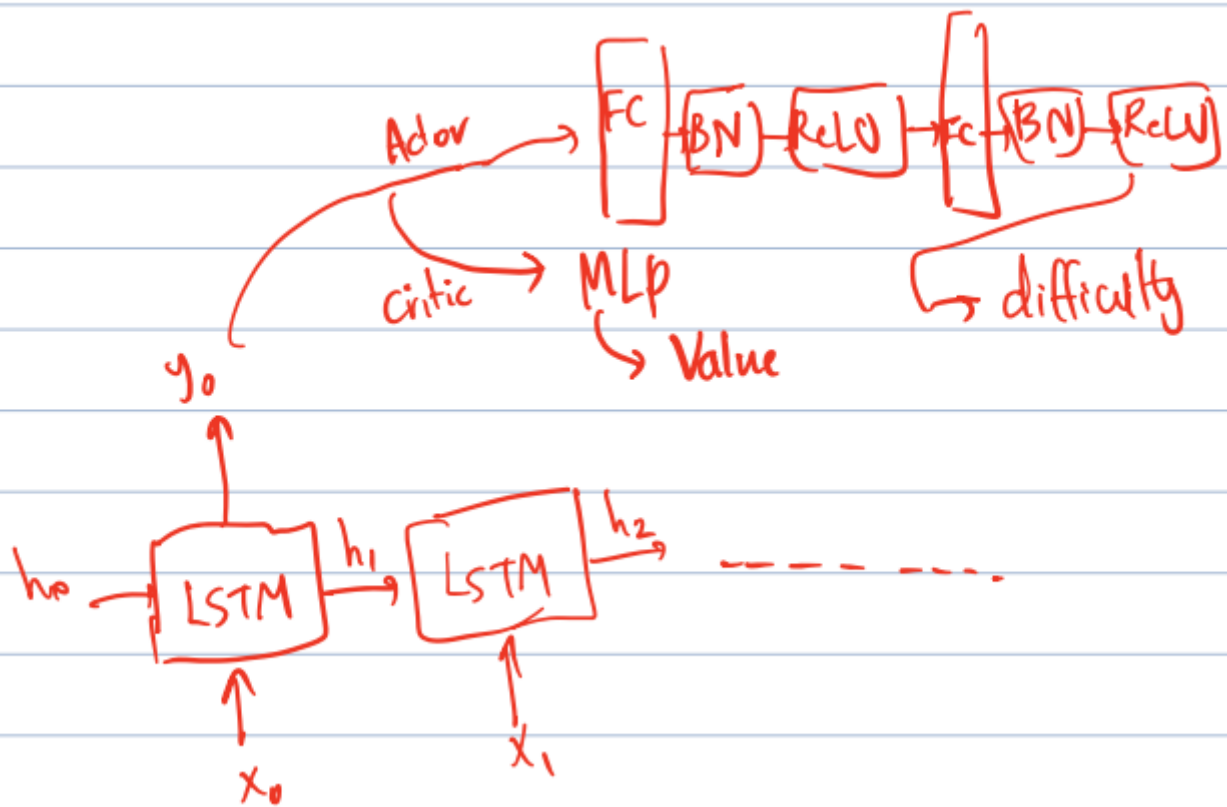 Actor
FC BN ReLU FC BN ReLU
Critic
MLP
difficulty
Value
y₀
h₀ LSTM h₁ LSTM h₂
x₀ x₁